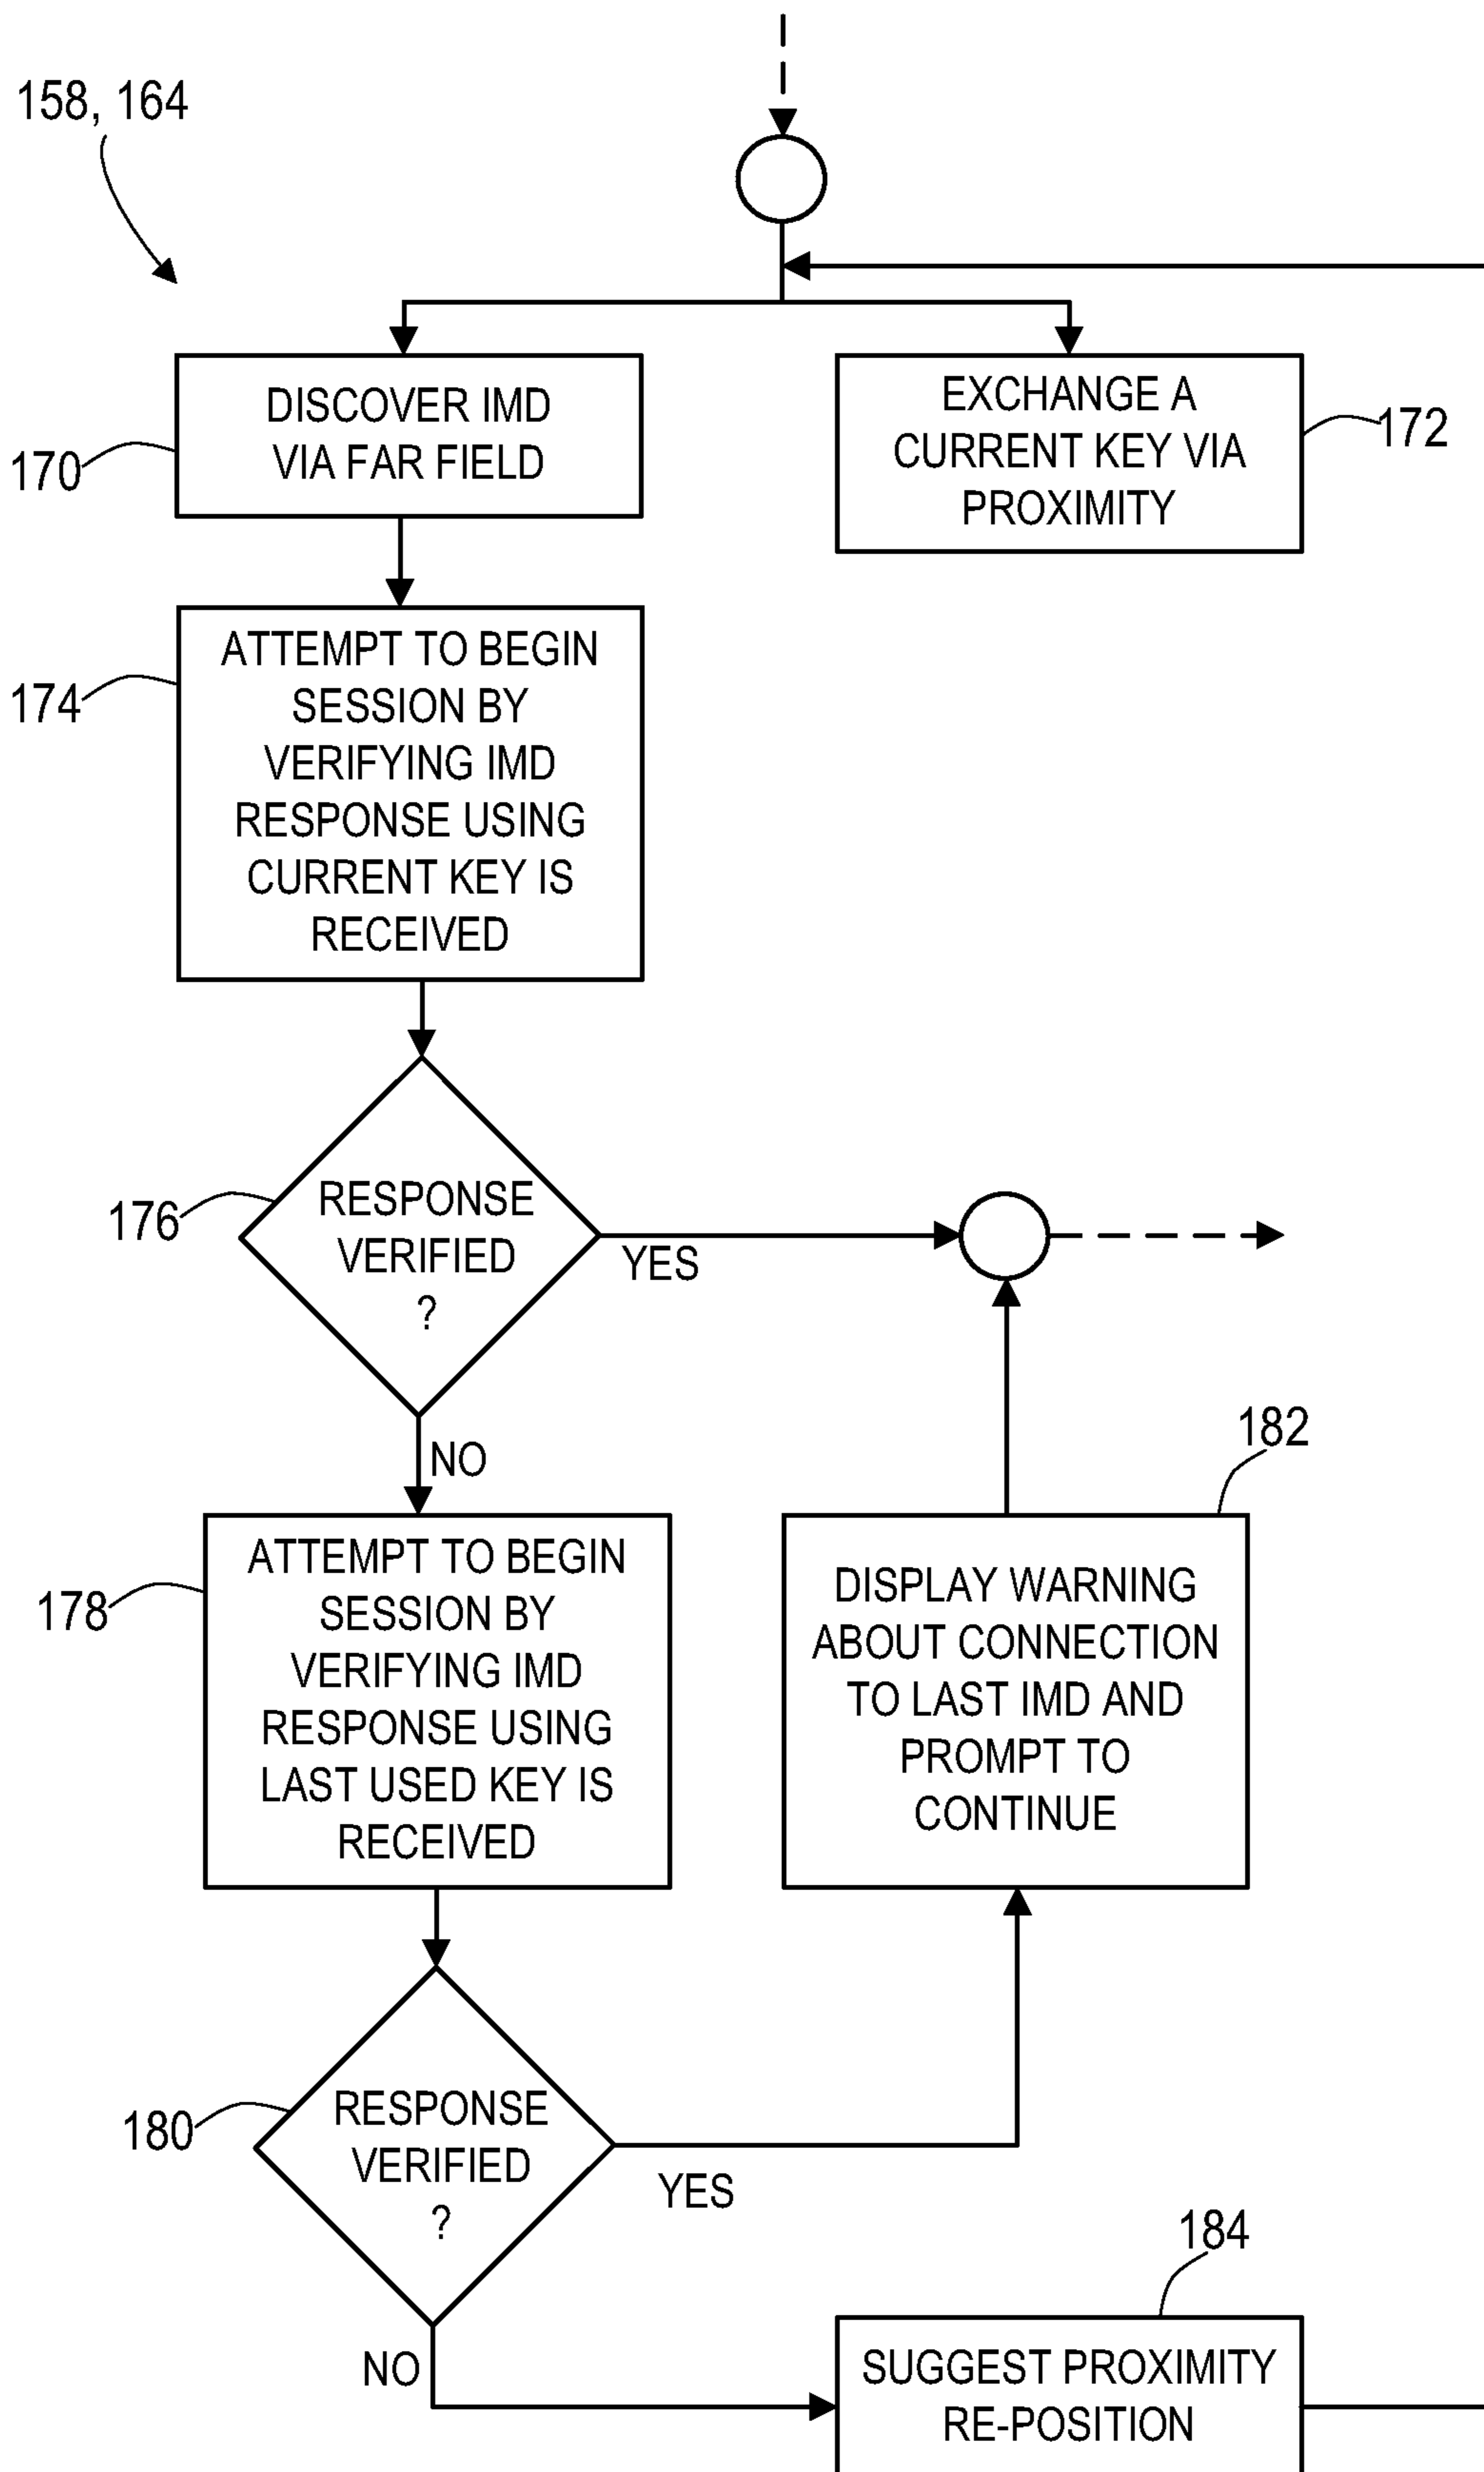 158, 164
DISCOVER IMD
VIA FAR FIELD
170
EXCHANGE A
CURRENT KEY VIA
PROXIMITY
172
ATTEMPT TO BEGIN
SESSION BY
VERIFYING IMD
RESPONSE USING
CURRENT KEY IS
RECEIVED
174
RESPONSE
VERIFIED
?
176
YES
NO
182
ATTEMPT TO BEGIN
SESSION BY
VERIFYING IMD
RESPONSE USING
LAST USED KEY IS
RECEIVED
178
DISPLAY WARNING
ABOUT CONNECTION
TO LAST IMD AND
PROMPT TO
CONTINUE
RESPONSE
VERIFIED
?
180
YES
184
NO
SUGGEST PROXIMITY
RE-POSITION